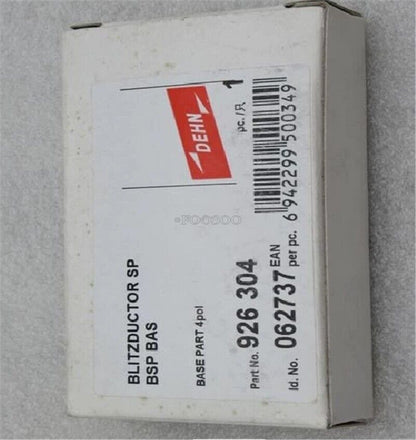 BLITZDUCTOR SP
BSP BAS
BASE PART 4pol
Part No. 926 304
Id. No. 062737
EAN
per pc.
6 942299 500349
DEHN
1
pc. / 只